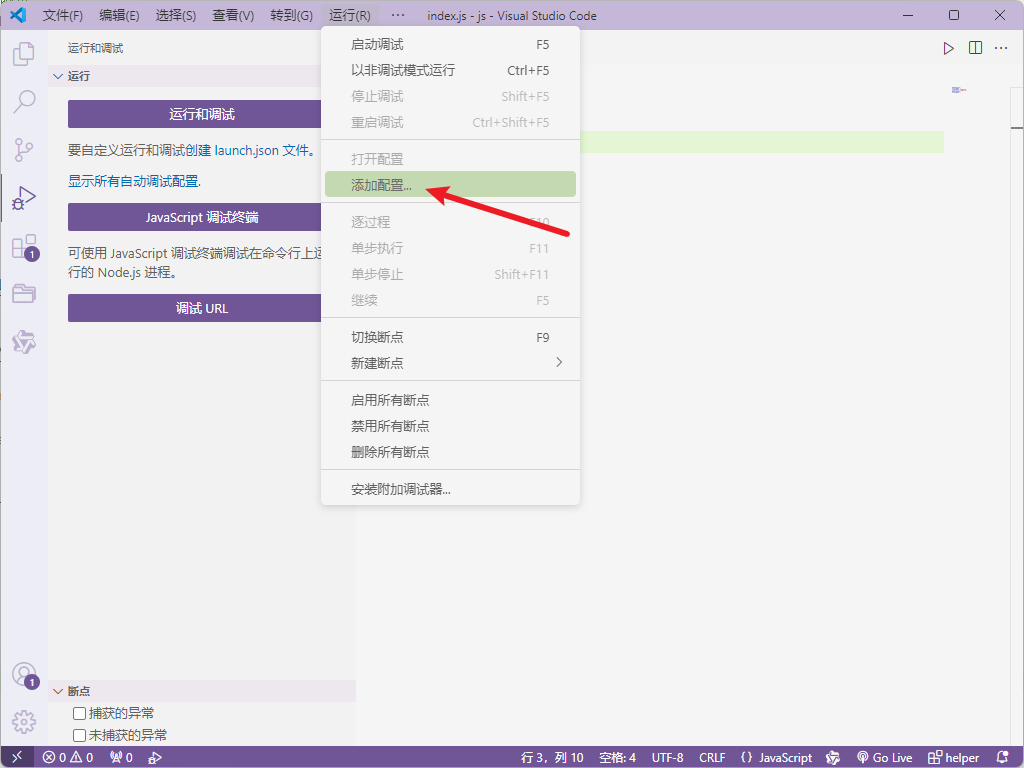 文件(F) 编辑(E) 选择(S) 查看(V) 转到(G) 运行(R) ··· index.js - js - Visual Studio Code
运行和调试
运行
运行和调试
要自定义运行和调试创建 launch.json 文件。
显示所有自动调试配置.
JavaScript 调试终端
可使用 JavaScript 调试终端调试在命令行上运
行的 Node.js 进程。
调试 URL
启动调试 F5
以非调试模式运行 Ctrl+F5
停止调试 Shift+F5
重启调试 Ctrl+Shift+F5
打开配置
添加配置...
逐过程 F10
单步执行 F11
单步停止 Shift+F11
继续 F5
切换断点 F9
新建断点
启用所有断点
禁用所有断点
删除所有断点
安装附加调试器...
1
1
断点
捕获的异常
未捕获的异常
0 0 0 行 3，列 10 空格: 4 UTF-8 CRLF {} JavaScript Go Live helper